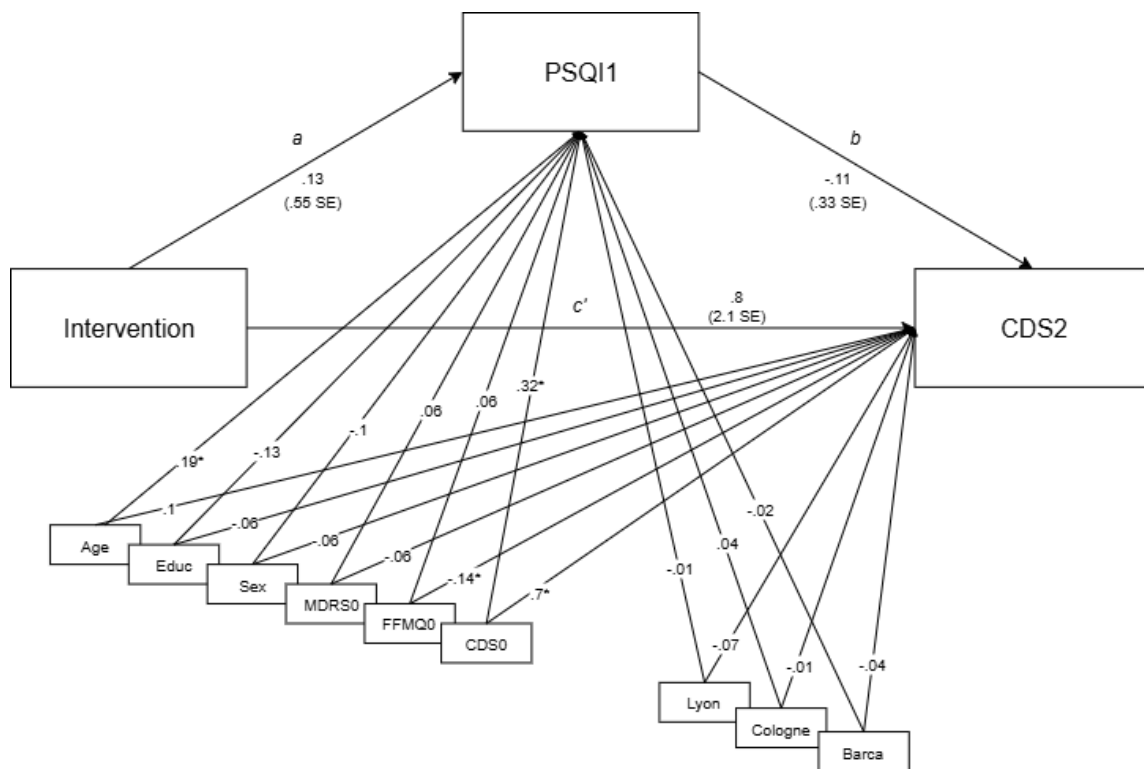 PSQI1
a
.13
(.55 SE)
b
-.11
(.33 SE)
Intervention
c'
.8
(2.1 SE)
CDS2
.19*
-.13
-.1
.06
.06
.32*
.1
-.06
-.06
-.06
-.14*
.7*
-.01
.04
-.02
-.07
-.01
-.04
Age
Educ
Sex
MDRS0
FFMQ0
CDS0
Lyon
Cologne
Barca